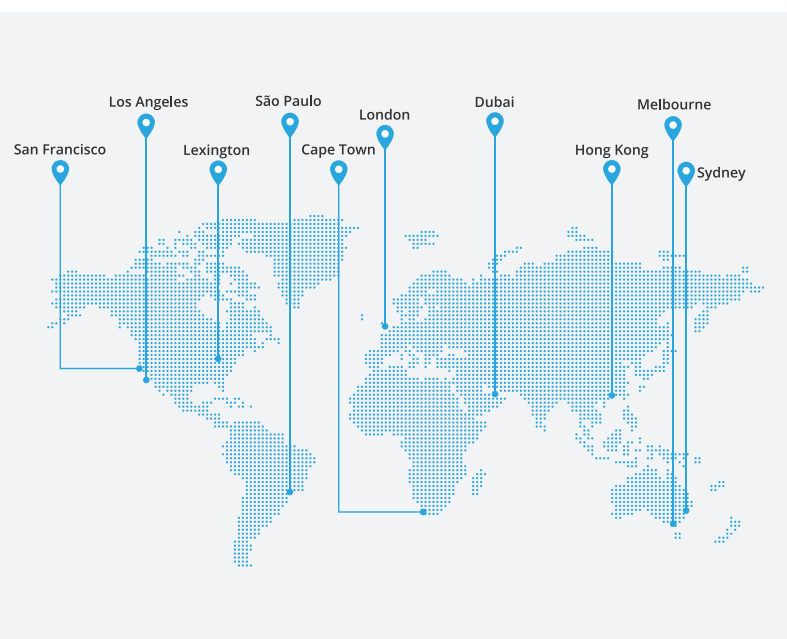 Los Angeles
São Paulo
London
Dubai
Melbourne
San Francisco
Lexington
Cape Town
Hong Kong
Sydney